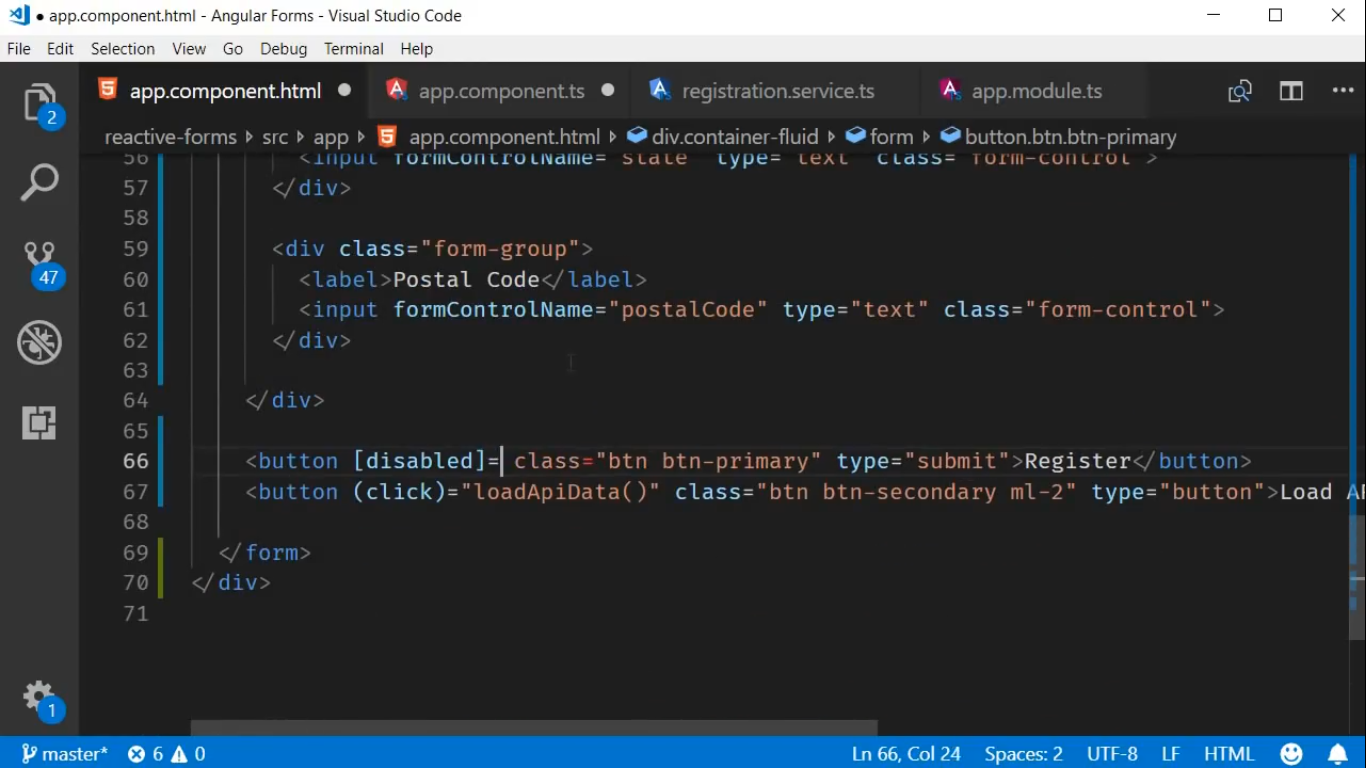 app.component.html - Angular Forms - Visual Studio Code
File Edit Selection View Go Debug Terminal Help
app.component.html app.component.ts registration.service.ts app.module.ts
reactive-forms src app app.component.html div.container-fluid form button.btn.btn-primary
2
47
1
56 <input formControlName="state" type="text" class="form-control">
57 </div>
58
59 <div class="form-group">
60 <label>Postal Code</label>
61 <input formControlName="postalCode" type="text" class="form-control">
62 </div>
63
64 </div>
65
66 <button [disabled]= class="btn btn-primary" type="submit">Register</button>
67 <button (click)="loadApiData()" class="btn btn-secondary ml-2" type="button">Load
68
69 </form>
70 </div>
71
master* 6 0 Ln 66, Col 24 Spaces: 2 UTF-8 LF HTML